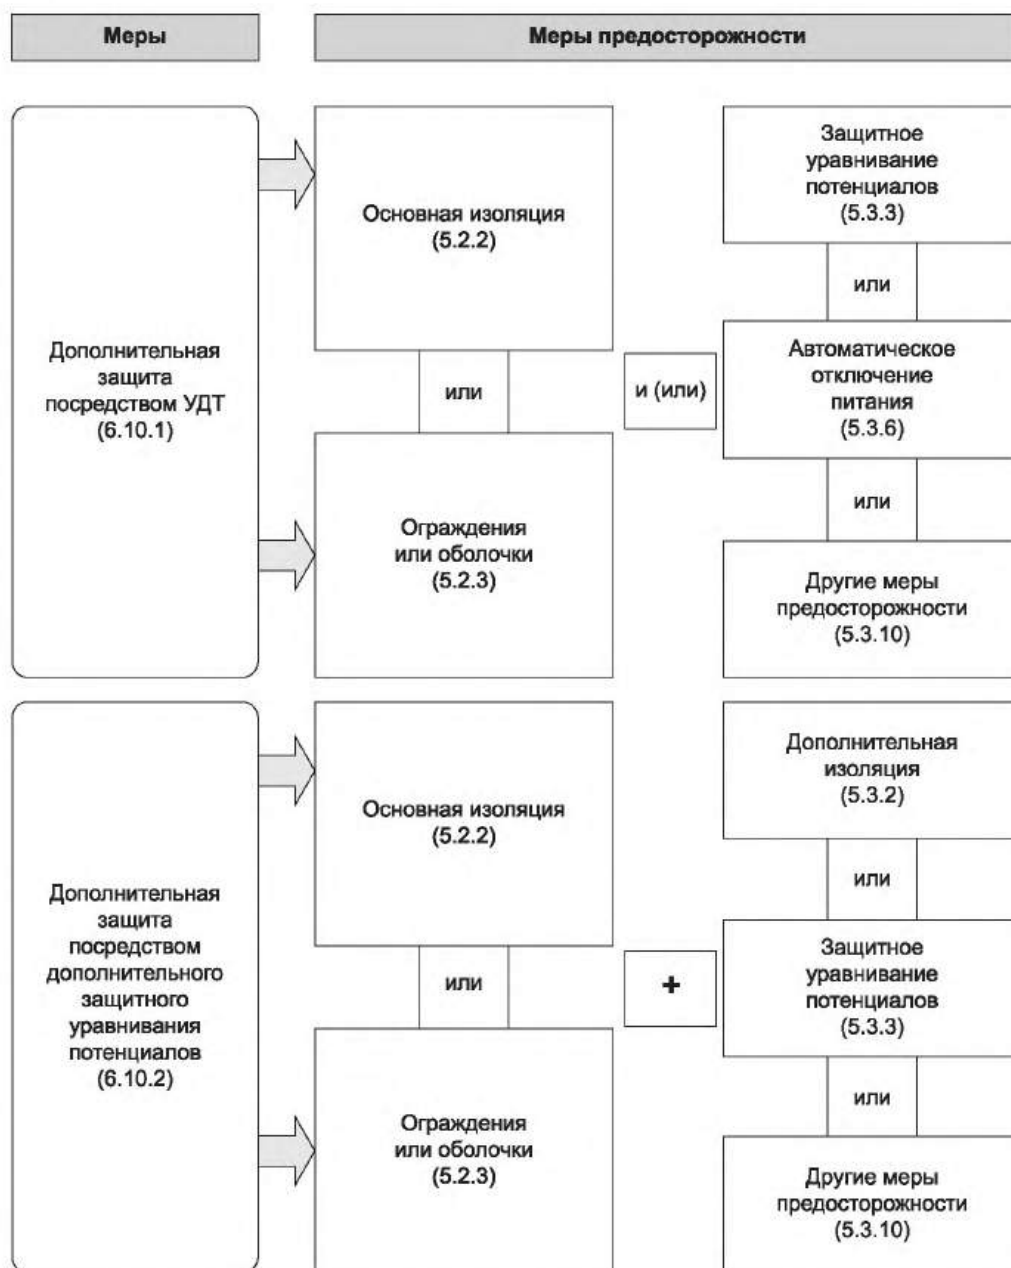 Меры
Меры предосторожности
Дополнительная
защита
посредством УДТ
(6.10.1)
Основная изоляция
(5.2.2)
или
Ограждения
или оболочки
(5.2.3)
и (или)
Защитное
уравнивание
потенциалов
(5.3.3)
или
Автоматическое
отключение
питания
(5.3.6)
или
Другие меры
предосторожности
(5.3.10)
Дополнительная
защита
посредством
дополнительного
защитного
уравнивания
потенциалов
(6.10.2)
Основная изоляция
(5.2.2)
или
Ограждения
или оболочки
(5.2.3)
+
Дополнительная
изоляция
(5.3.2)
или
Защитное
уравнивание
потенциалов
(5.3.3)
или
Другие меры
предосторожности
(5.3.10)